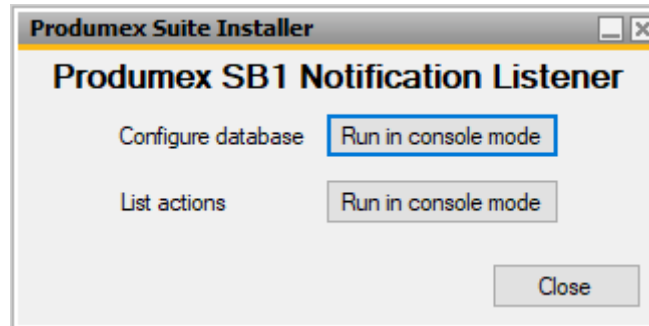 Produmex Suite Installer
Produmex SB1 Notification Listener
Configure database Run in console mode
List actions Run in console mode
Close